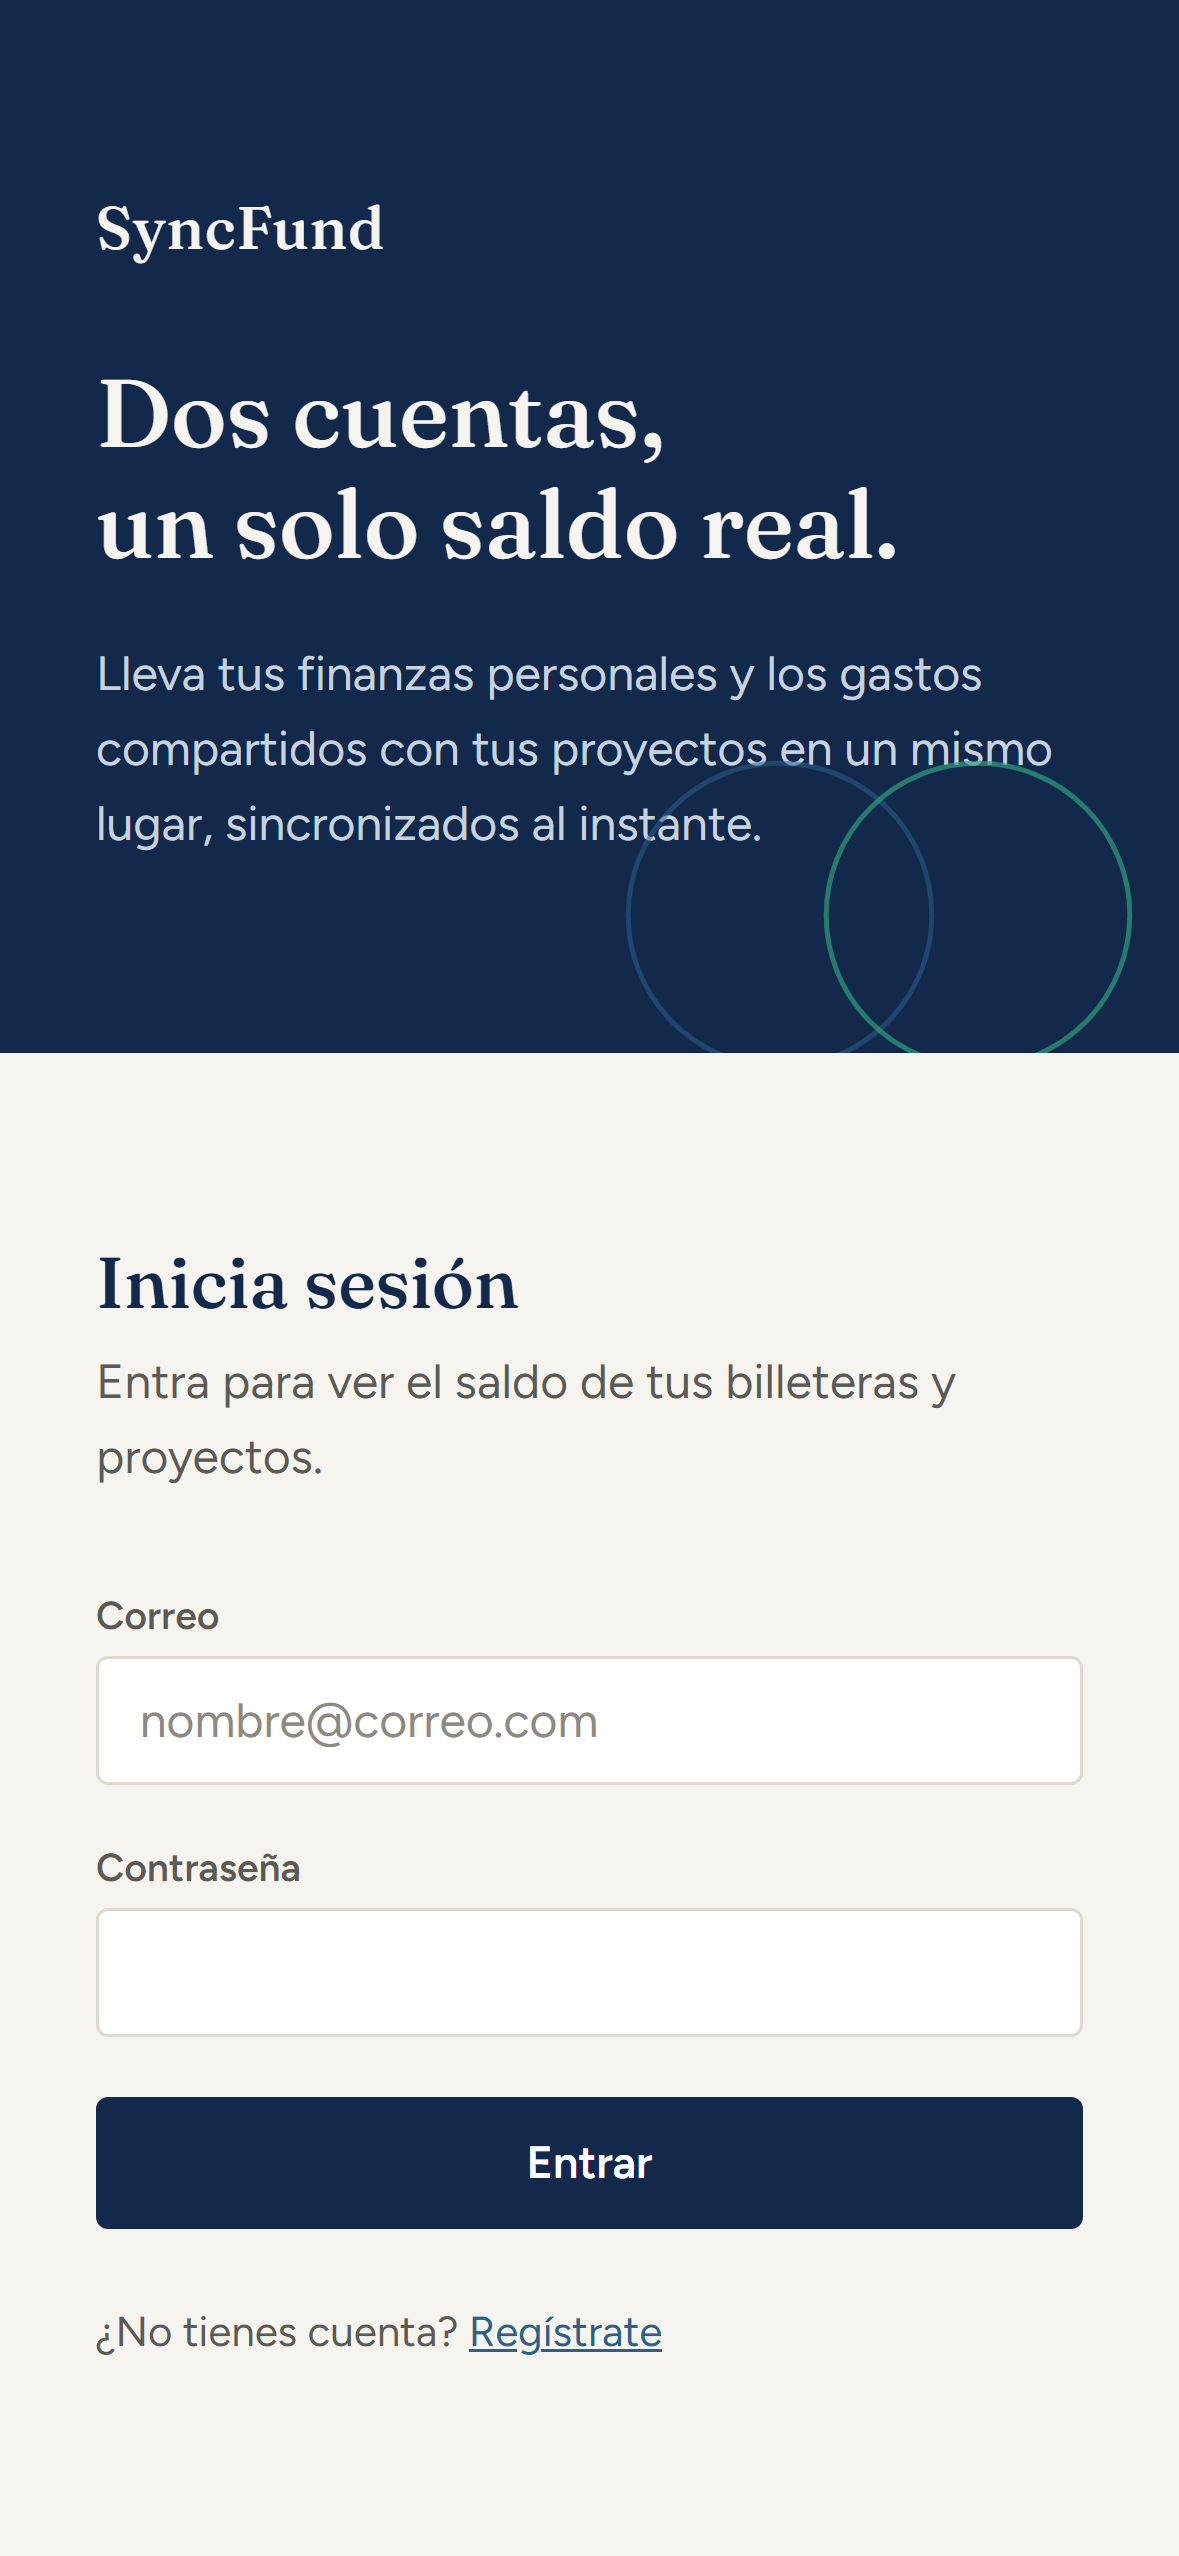 SyncFund
Dos cuentas,
un solo saldo real.
Lleva tus finanzas personales y los gastos
compartidos con tus proyectos en un mismo
lugar, sincronizados al instante.
Inicia sesión
Entra para ver el saldo de tus billeteras y
proyectos.
Correo
nombre@correo.com
Contraseña
Entrar
¿No tienes cuenta? Regístrate